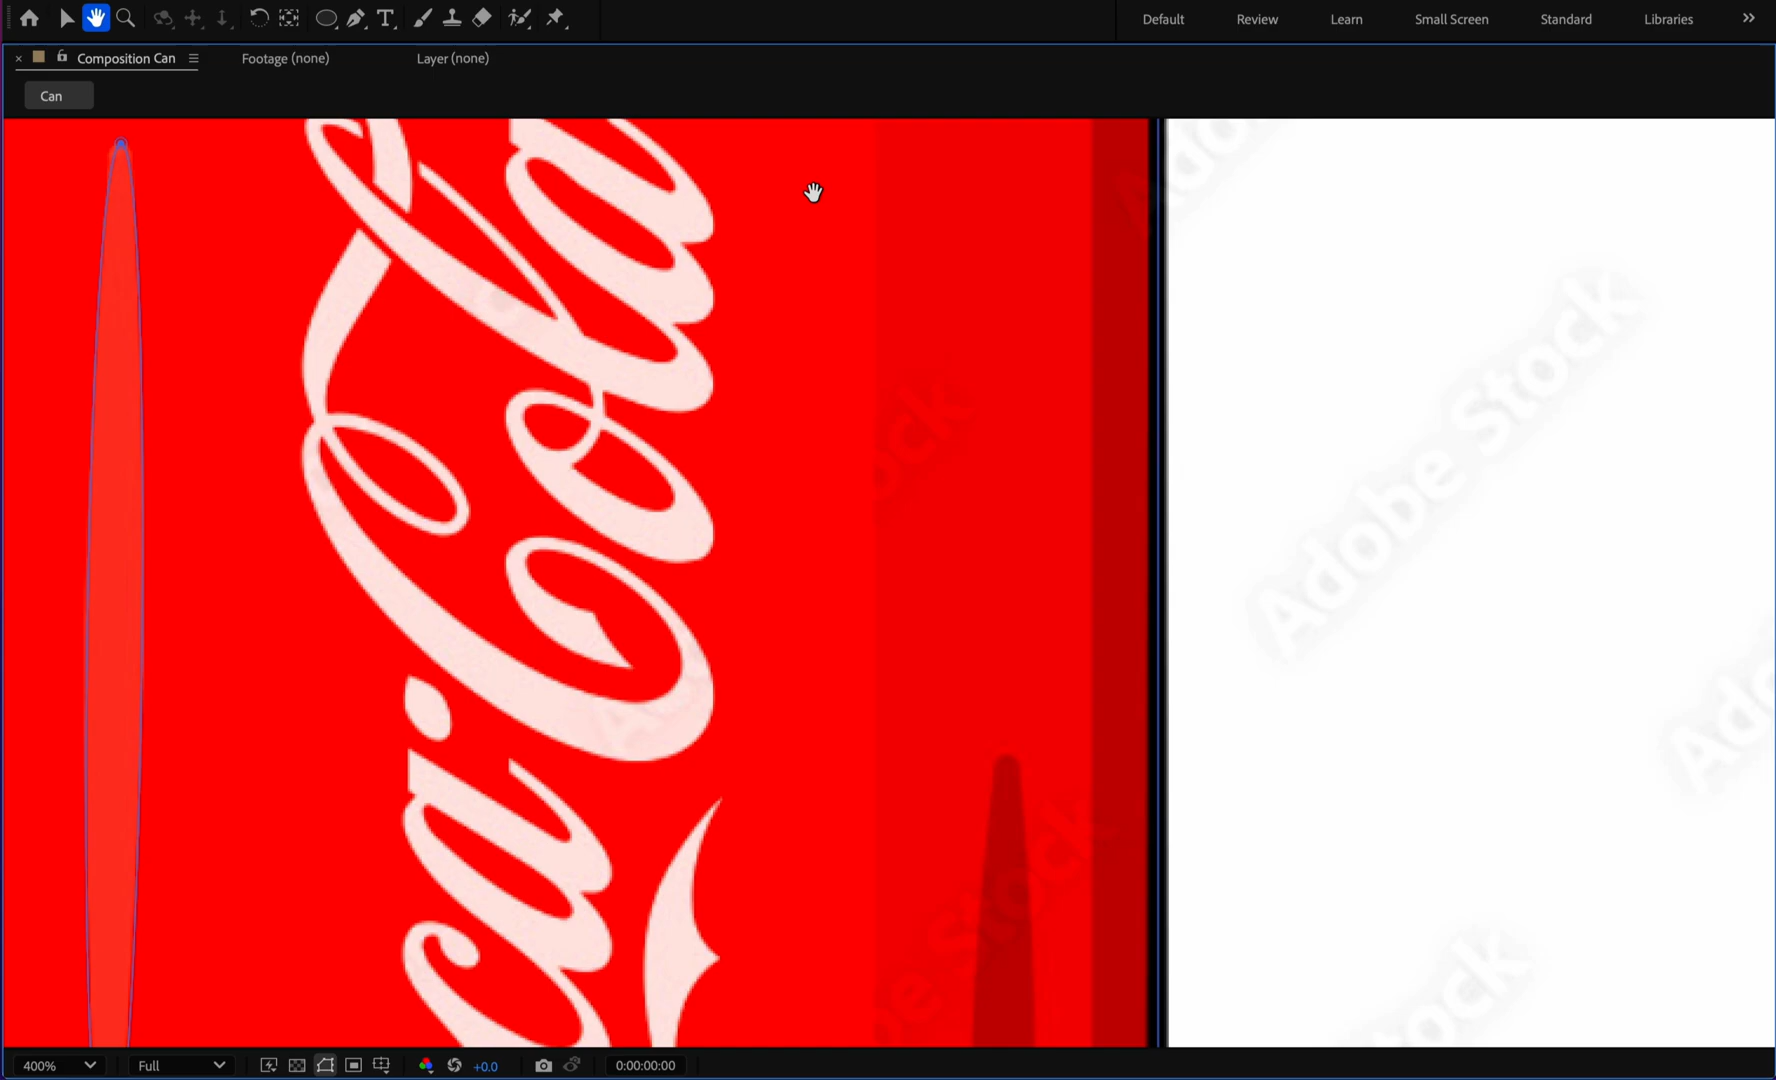 Default Review Learn Small Screen Standard Libraries
Composition Can Footage (none) Layer (none)
Can
Coca Cola
Adobe Stock
400% Full +0.0 0:00:00:00